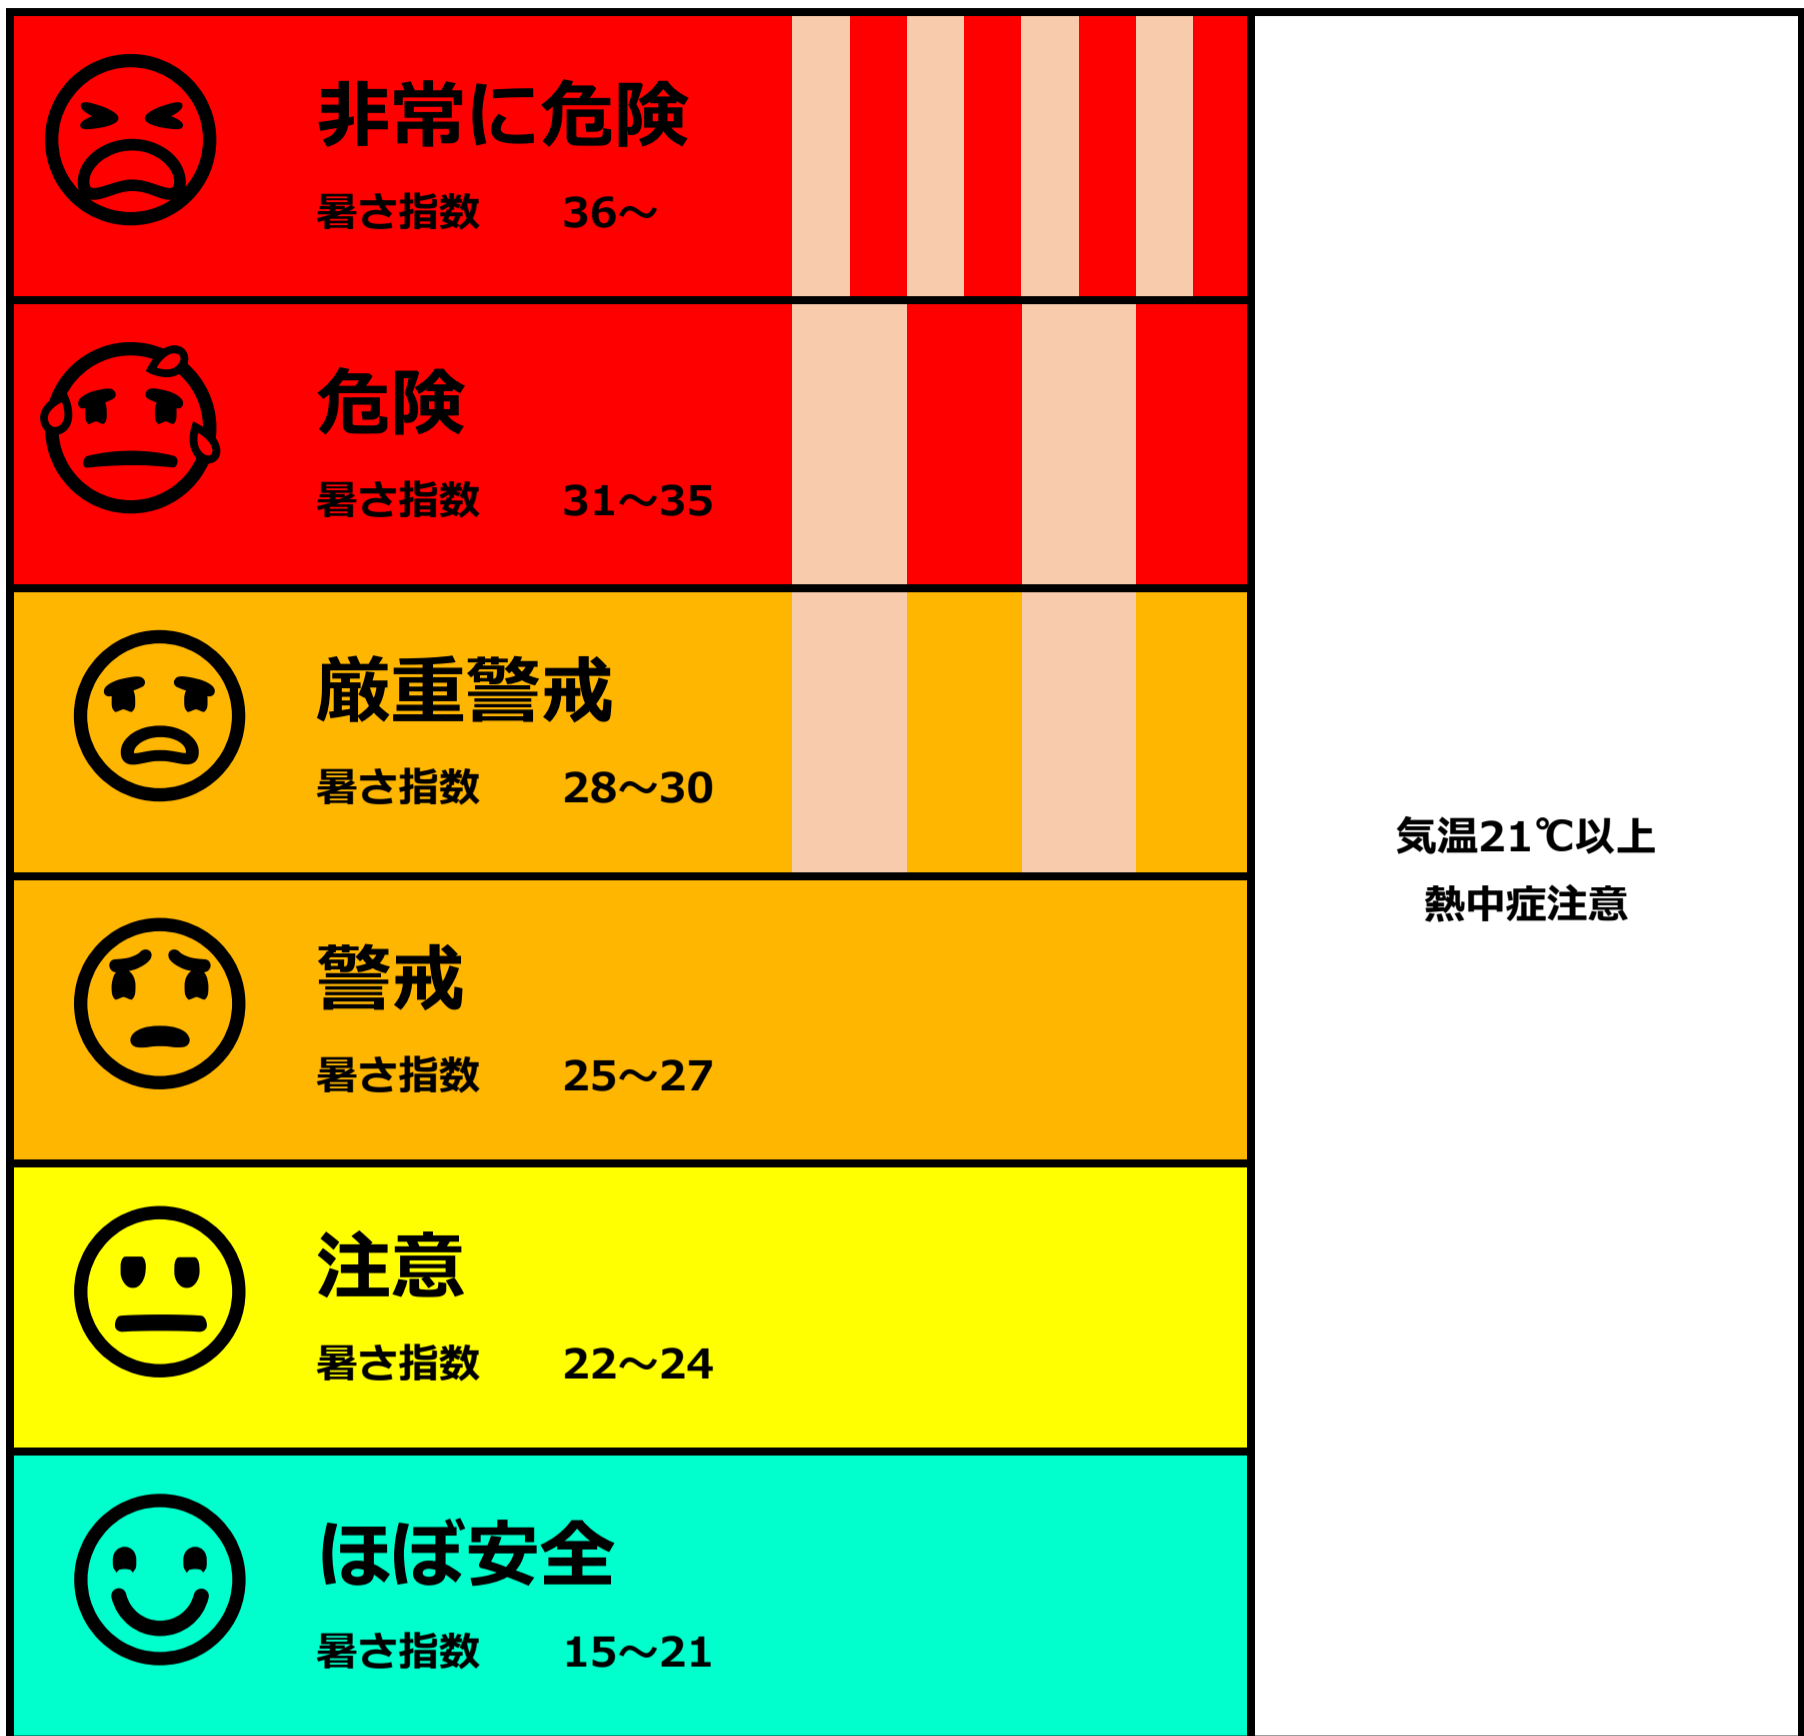 非常に危険
暑さ指数 36～
危険
暑さ指数 31～35
厳重警戒
暑さ指数 28～30
警戒
暑さ指数 25～27
注意
暑さ指数 22～24
ほぼ安全
暑さ指数 15～21
気温21℃以上
熱中症注意